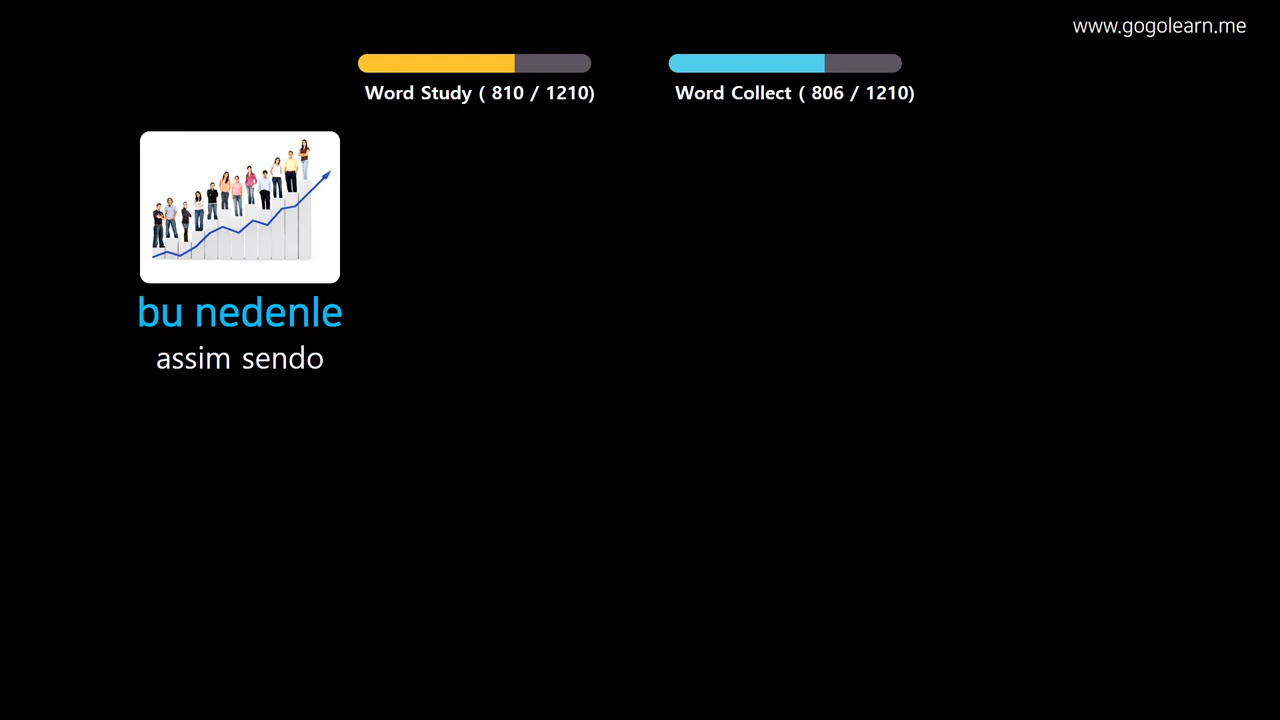 www.gogolearn.me
Word Study ( 810 / 1210)
Word Collect ( 806 / 1210)
bu nedenle
assim sendo